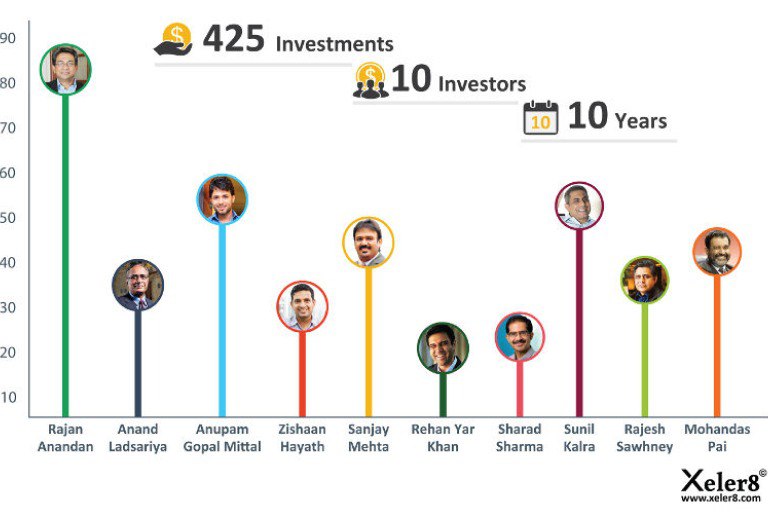 425 Investments
10 Investors
10
10 Years
90
80
70
60
50
40
30
20
10
Rajan
Anandan
Anand
Ladsariya
Anupam
Gopal Mittal
Zishaan
Hayath
Sanjay
Mehta
Rehan Yar
Khan
Sharad
Sharma
Sunil
Kalra
Rajesh
Sawhney
Mohandas
Pai
Xeler8©
www.xeler8.com